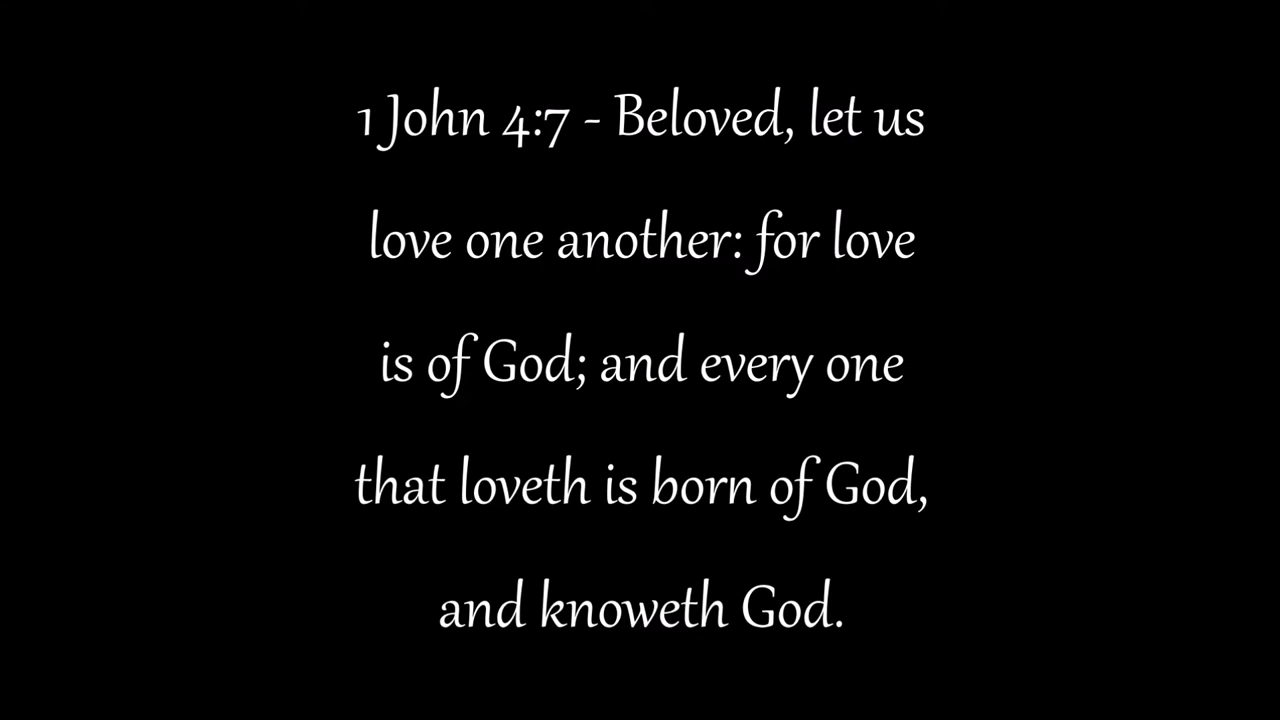 1 John 4:7 - Beloved, let us
love one another: for love
is of God; and every one
that loveth is born of God,
and knoweth God.